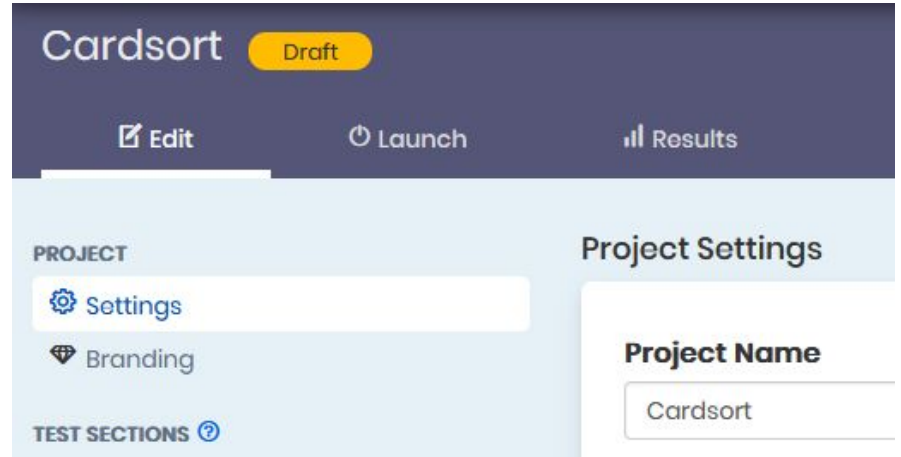 Cardsort Draft
Edit Launch Results
PROJECT
Settings
Branding
TEST SECTIONS
Project Settings
Project Name
Cardsort